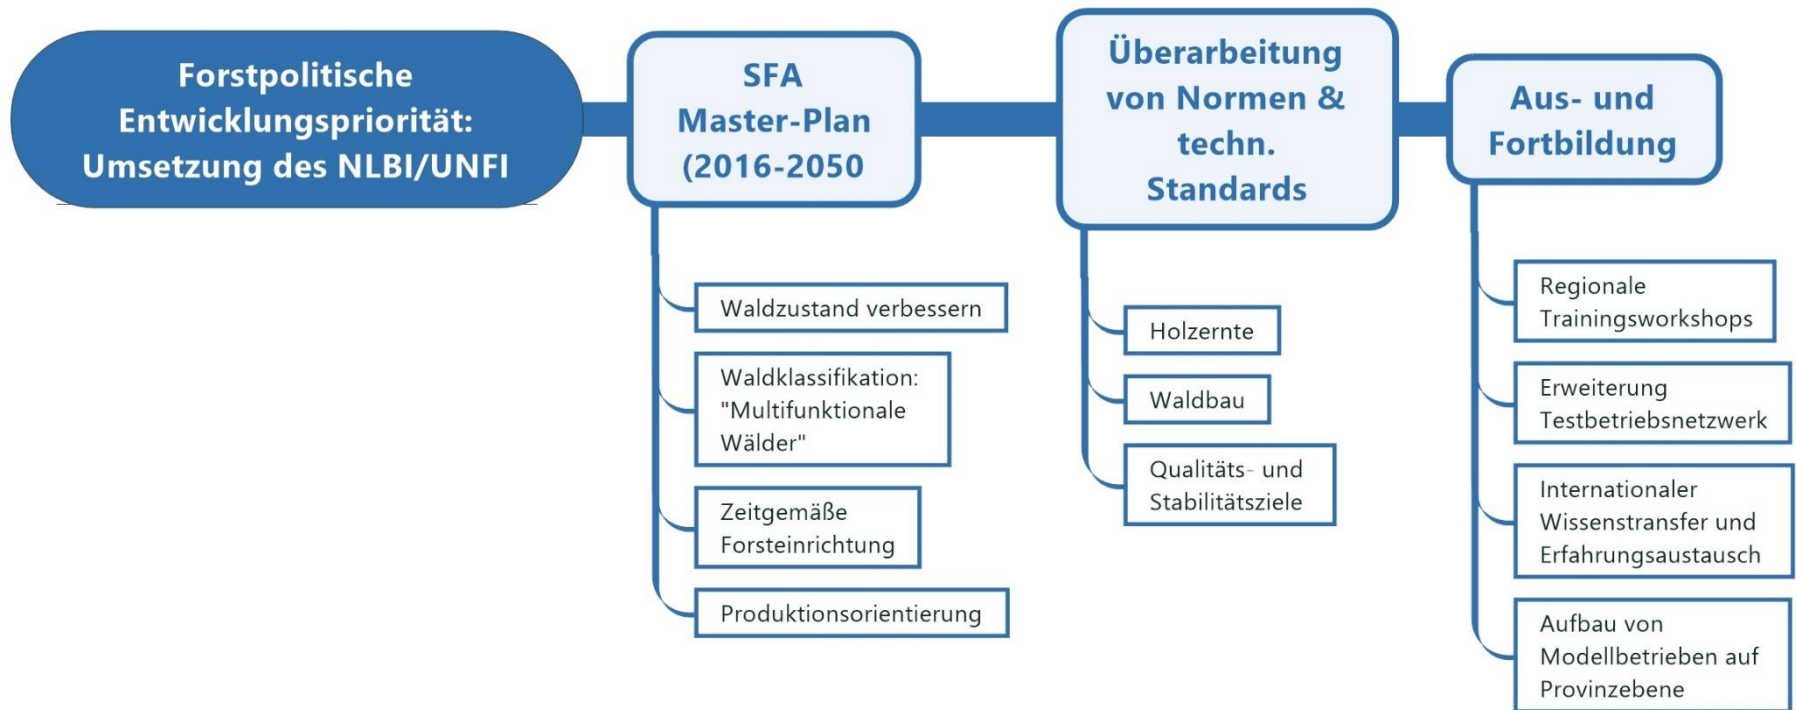 Forstpolitische
Entwicklungspriorität:
Umsetzung des NLBI/UNFI
SFA
Master-Plan
(2016-2050
Waldzustand verbessern
Waldklassifikation:
"Multifunktionale
Wälder"
Zeitgemäße
Forsteinrichtung
Produktionsorientierung
Überarbeitung
von Normen &
techn.
Standards
Holzernte
Waldbau
Qualitäts- und
Stabilitätsziele
Aus- und
Fortbildung
Regionale
Trainingsworkshops
Erweiterung
Testbetriebsnetzwerk
Internationaler
Wissenstransfer und
Erfahrungsaustausch
Aufbau von
Modellbetrieben auf
Provinzebene